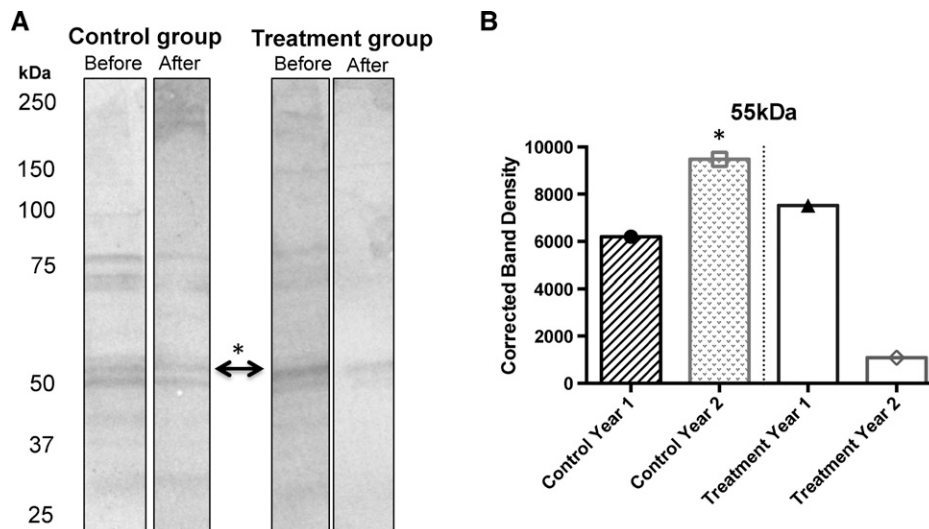 A
Control group
Treatment group
Before
After
Before
After
kDa
250
150
100
75
*
50
37
25
B
55kDa
*
Corrected Band Density
10000
8000
6000
4000
2000
0
Control Year 1
Control Year 2
Treatment Year 1
Treatment Year 2